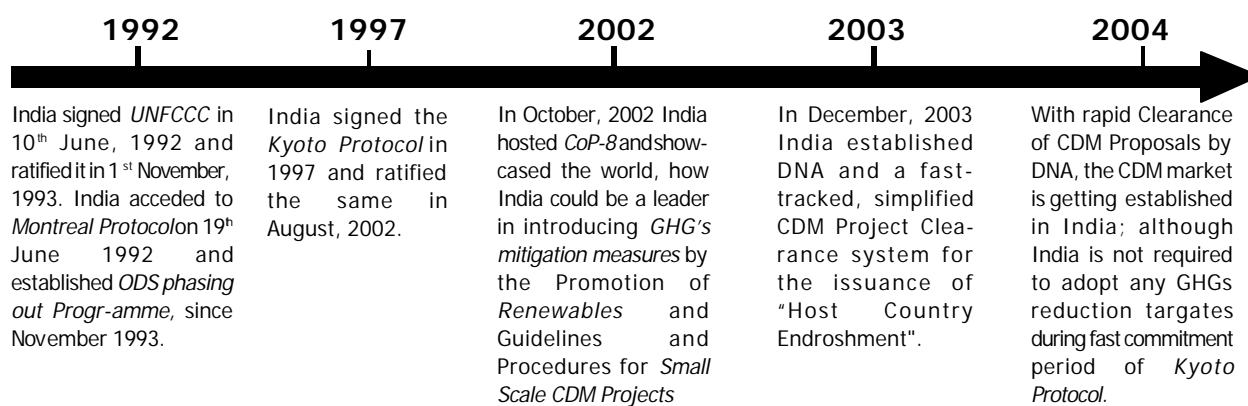 1992
1997
2002
2003
2004
India signed UNFCCC in
10th June, 1992 and
ratified it in 1 st November,
1993. India acceded to
Montreal Protocolon 19th
June 1992 and
established ODS phasing
out Progr-amme, since
November 1993.
India signed the
Kyoto Protocol in
1997 and ratified
the same in
August, 2002.
In October, 2002 India
hosted CoP-8 and show-
cased the world, how
India could be a leader
in introducing GHG's
mitigation measures by
the Promotion of
Renewables and
Guidelines and
Procedures for Small
Scale CDM Projects
In December, 2003
India established
DNA and a fast-
tracked, simplified
CDM Project Clea-
rance system for
the issuance of
"Host Country
Endroshment".
With rapid Clearance
of CDM Proposals by
DNA, the CDM market
is getting established
in India; although
India is not required
to adopt any GHGs
reduction targates
during fast commitment
period of Kyoto
Protocol.